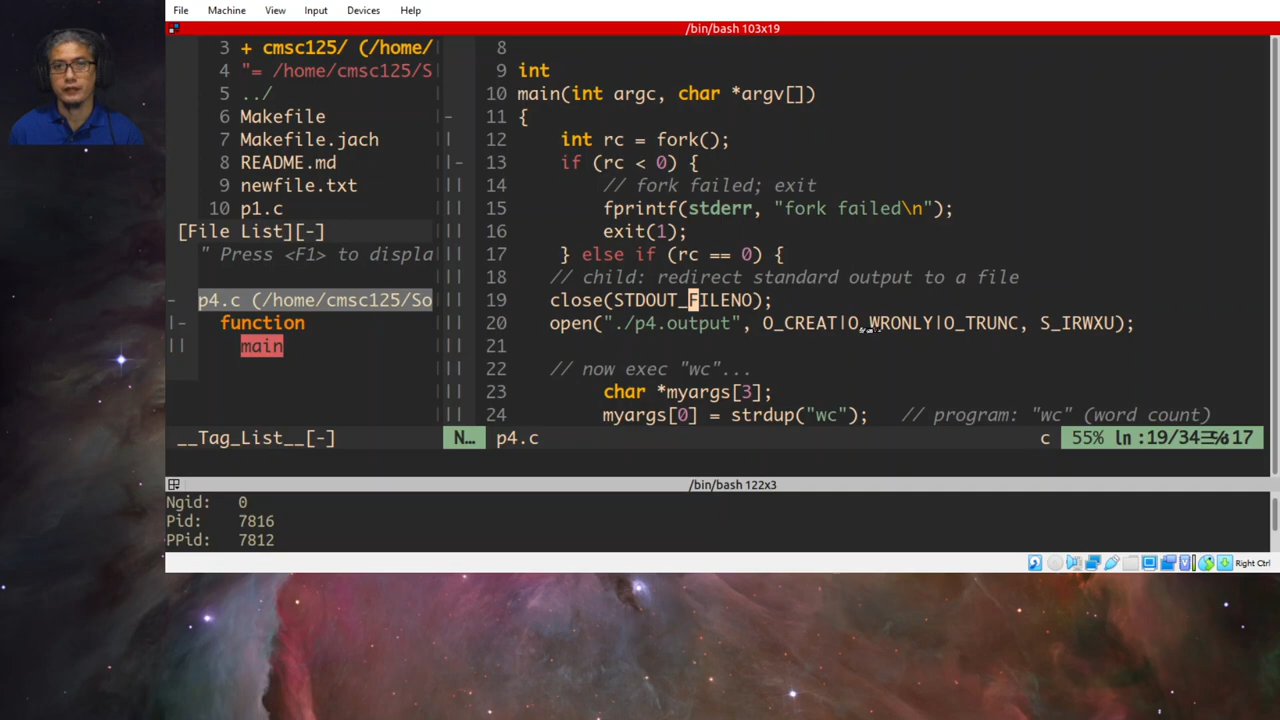 File Machine View Input Devices Help
/bin/bash 103x19
3 + cmsc125/ (/home/
4 "= /home/cmsc125/S
5 ../
6 Makefile
7 Makefile.jach
8 README.md
9 newfile.txt
10 p1.c
[File List][-]
" Press <F1> to displa
p4.c (/home/cmsc125/So
function
main
__Tag_List__[-]
8
9 int
10 main(int argc, char *argv[])
11 {
12 int rc = fork();
13 if (rc < 0) {
14 // fork failed; exit
15 fprintf(stderr, "fork failed\n");
16 exit(1);
17 } else if (rc == 0) {
18 // child: redirect standard output to a file
19 close(STDOUT_FILENO);
20 open("./p4.output", O_CREAT|O_WRONLY|O_TRUNC, S_IRWXU);
21
22 // now exec "wc"...
23 char *myargs[3];
24 myargs[0] = strdup("wc"); // program: "wc" (word count)
N… p4.c c 55% ln :19/34 17
/bin/bash 122x3
Ngid: 0
Pid: 7816
PPid: 7812
Right Ctrl